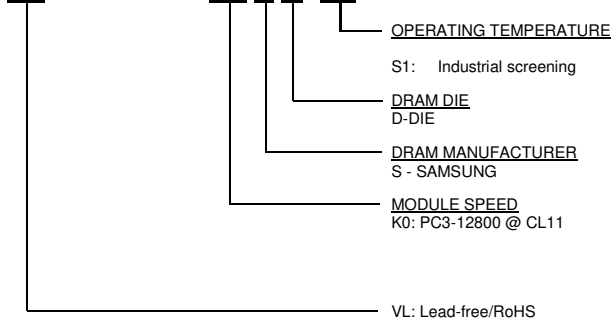 OPERATING TEMPERATURE
S1: Industrial screening
DRAM DIE
D-DIE
DRAM MANUFACTURER
S - SAMSUNG
MODULE SPEED
K0: PC3-12800 @ CL11
VL: Lead-free/RoHS